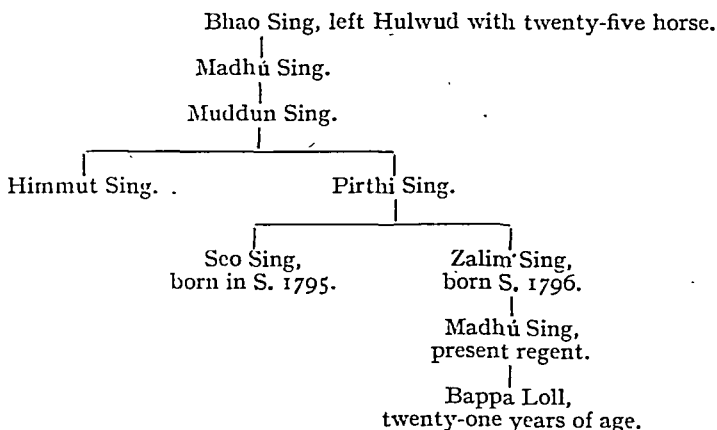 Bhao Sing, left Hulwud with twenty-five horse.
Madhú Sing.
Muddun Sing.
Himmut Sing.
Pirthi Sing.
Seo Sing,
born in S. 1795.
Zalim Sing,
born S. 1796.
Madhú Sing,
present regent.
Bappa Loll,
twenty-one years of age.